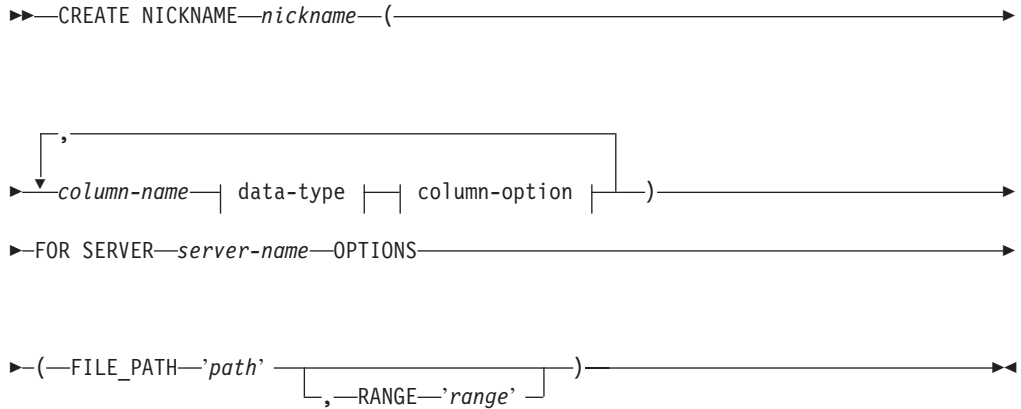 CREATE NICKNAME nickname (
,
column-name data-type column-option )
FOR SERVER server-name OPTIONS
( FILE_PATH ’path’ )
, RANGE ’range’